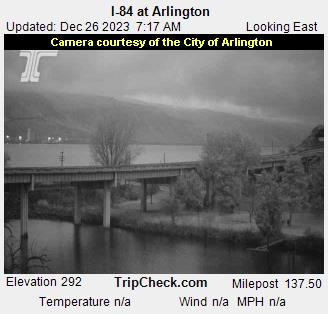 I-84 at Arlington
Updated: Dec 26 2023 7:17 AM Looking East
Camera courtesy of the City of Arlington
Elevation 292 TripCheck.com Milepost 137.50
Temperature n/a Wind n/a MPH n/a